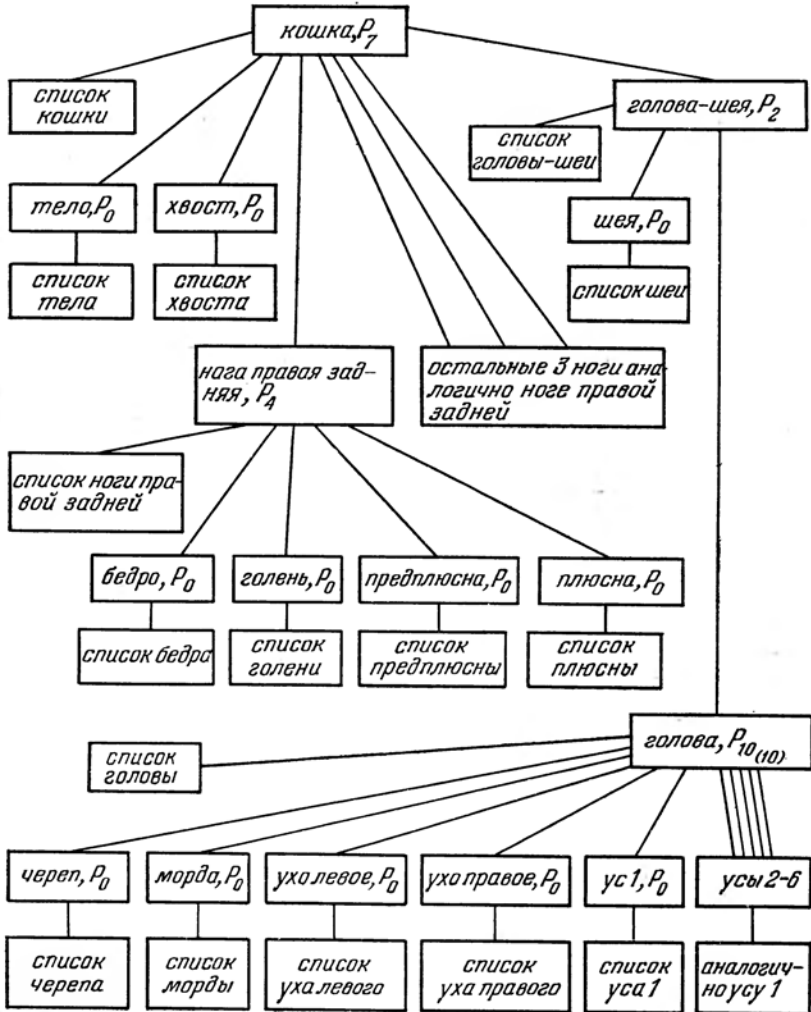 кошка, P₇
список
кошки
голова-шея, P₂
список
головы-шеи
тело, P₀
хвост, P₀
шея, P₀
список
тела
список
хвоста
список шеи
нога правая зад-
няя, P₄
остальные 3 ноги ана-
логично ноге правой
задней
список ноги пра-
вой задней
бедро, P₀
голень, P₀
предплюсна, P₀
плюсна, P₀
список бедра
список
голени
список
предплюсны
список
плюсны
голова, P₁₀₍₁₀₎
список
головы
череп, P₀
морда, P₀
ухо левое, P₀
ухо правое, P₀
ус 1, P₀
усы 2-6
список
черепа
список
морды
список
уха левого
список
уха правого
список
уса 1
аналогич-
но усу 1